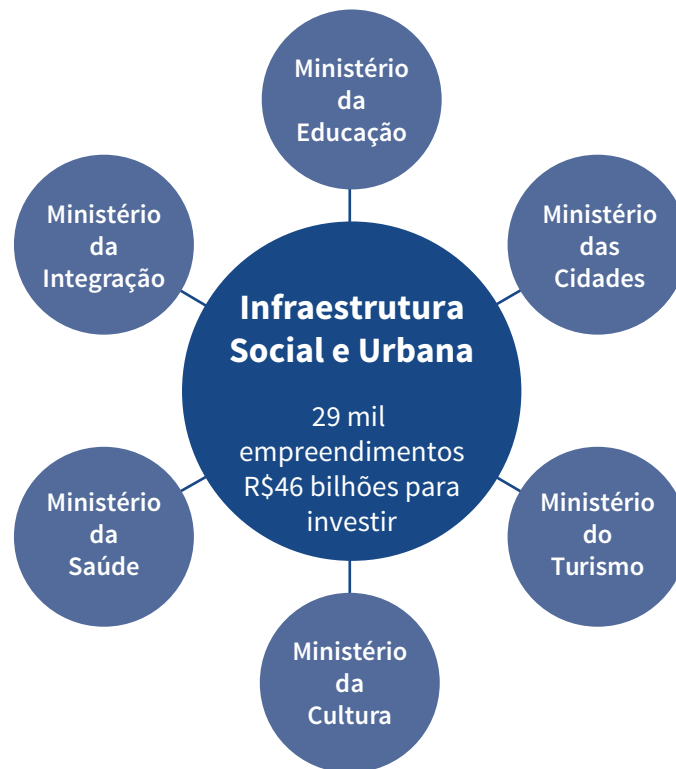 Ministério
da
Educação
Ministério
da
Integração
Ministério
das
Cidades
Infraestrutura
Social e Urbana
29 mil
empreendimentos
R$46 bilhões para
investir
Ministério
da
Saúde
Ministério
do
Turismo
Ministério
da
Cultura